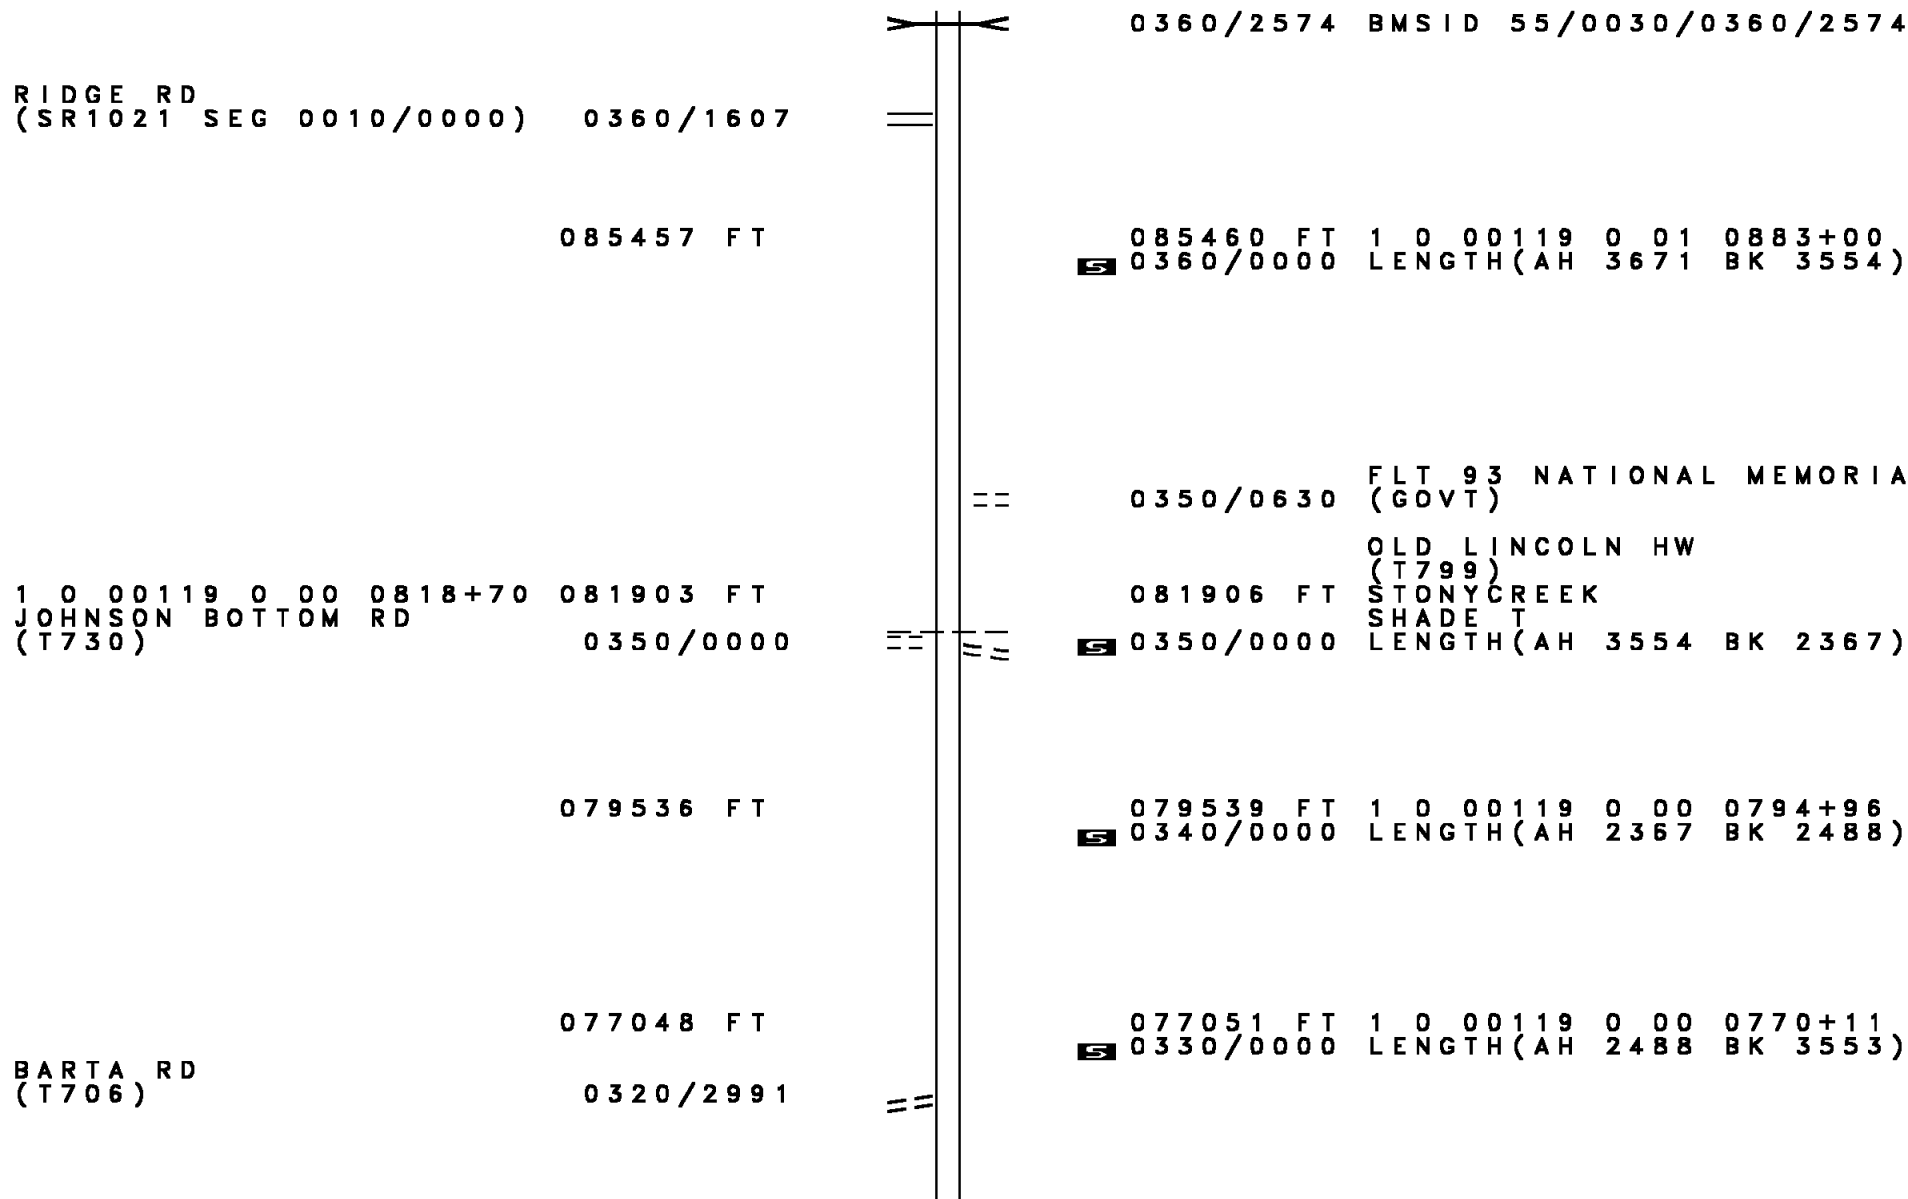 0360/2574 BMSID 55/0030/0360/2574
RIDGE RD
(SR1021 SEG 0010/0000) 0360/1607
085457 FT 085460 FT 1 0 00119 0 01 0883+00
S 0360/0000 LENGTH(AH 3671 BK 3554)
FLT 93 NATIONAL MEMORIA
0350/0630 (GOVT)
OLD LINCOLN HW
(T799)
1 0 00119 0 00 0818+70 081903 FT 081906 FT STONYCREEK
JOHNSON BOTTOM RD SHADE T
(T730) 0350/0000 S 0350/0000 LENGTH(AH 3554 BK 2367)
079536 FT 079539 FT 1 0 00119 0 00 0794+96
S 0340/0000 LENGTH(AH 2367 BK 2488)
077048 FT 077051 FT 1 0 00119 0 00 0770+11
S 0330/0000 LENGTH(AH 2488 BK 3553)
BARTA RD
(T706) 0320/2991